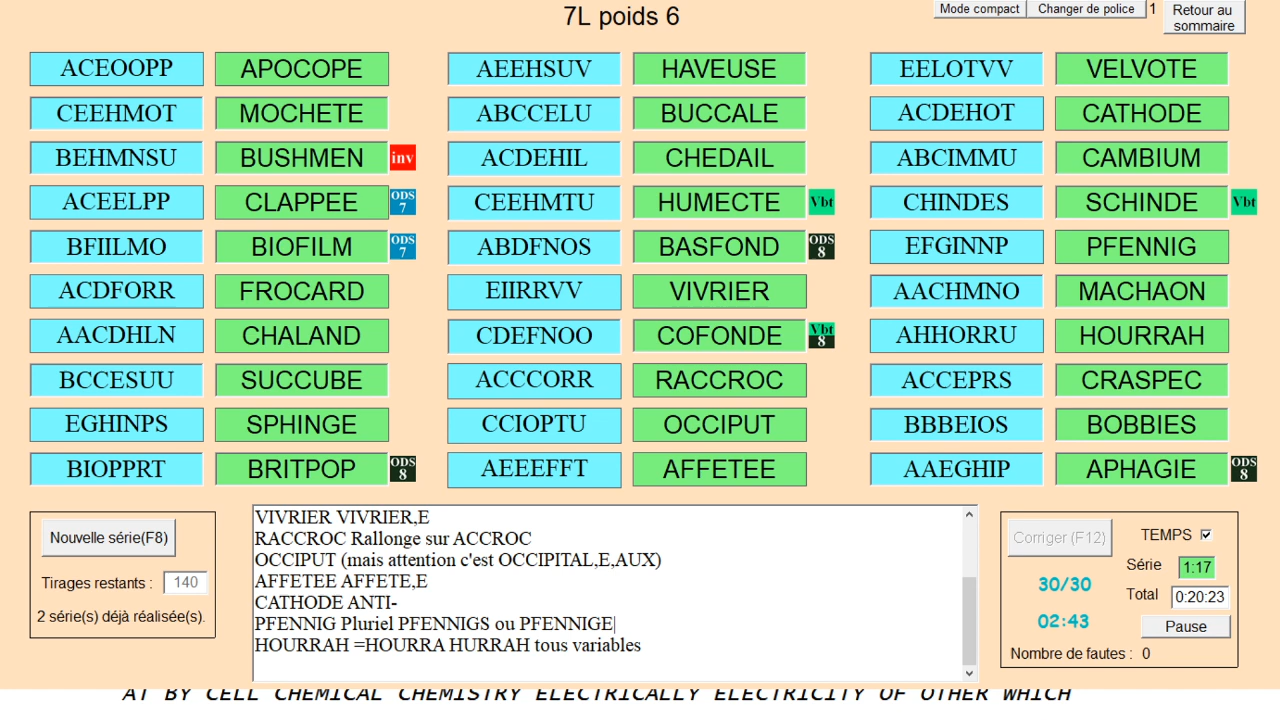 7L poids 6
Mode compact Changer de police 1 Retour au sommaire
ACEOOPP APOCOPE AEEHSUV HAVEUSE EELOTVV VELVOTE
CEEHMOT MOCHETE ABCCELU BUCCALE ACDEHOT CATHODE
BEHMNSU BUSHMEN inv ACDEHIL CHEDAIL ABCIMMU CAMBIUM
ACEELPP CLAPPEE ODS 7 CEEHMTU HUMECTE Vbt CHINDES SCHINDE Vbt
BFIILMO BIOFILM ODS 7 ABDFNOS BASFOND ODS 8 EFGINNP PFENNIG
ACDFORR FROCARD EIIRRVV VIVRIER AACHMNO MACHAON
AACDHLN CHALAND CDEFNOO COFONDE Vbt 8 AHHORRU HOURRAH
BCCESUU SUCCUBE ACCCORR RACCROC ACCEPRS CRASPEC
EGHINPS SPHINGE CCIOPTU OCCIPUT BBBEIOS BOBBIES
BIOPPRT BRITPOP ODS 8 AEEEFFT AFFETEE AAEGHIP APHAGIE ODS 8
Nouvelle série(F8)
Tirages restants : 140
2 série(s) déjà réalisée(s).
VIVRIER VIVRIER,E
RACCROC Rallonge sur ACCROC
OCCIPUT (mais attention c'est OCCIPITAL,E,AUX)
AFFETEE AFFETE,E
CATHODE ANTI-
PFENNIG Pluriel PFENNIGS ou PFENNIGE
HOURRAH =HOURRA HURRAH tous variables
Corriger (F12) TEMPS
Série 1:17
30/30 Total 0:20:23
02:43 Pause
Nombre de fautes : 0
AT BY CELL CHEMICAL CHEMISTRY ELECTRICALLY ELECTRICITY OF OTHER WHICH